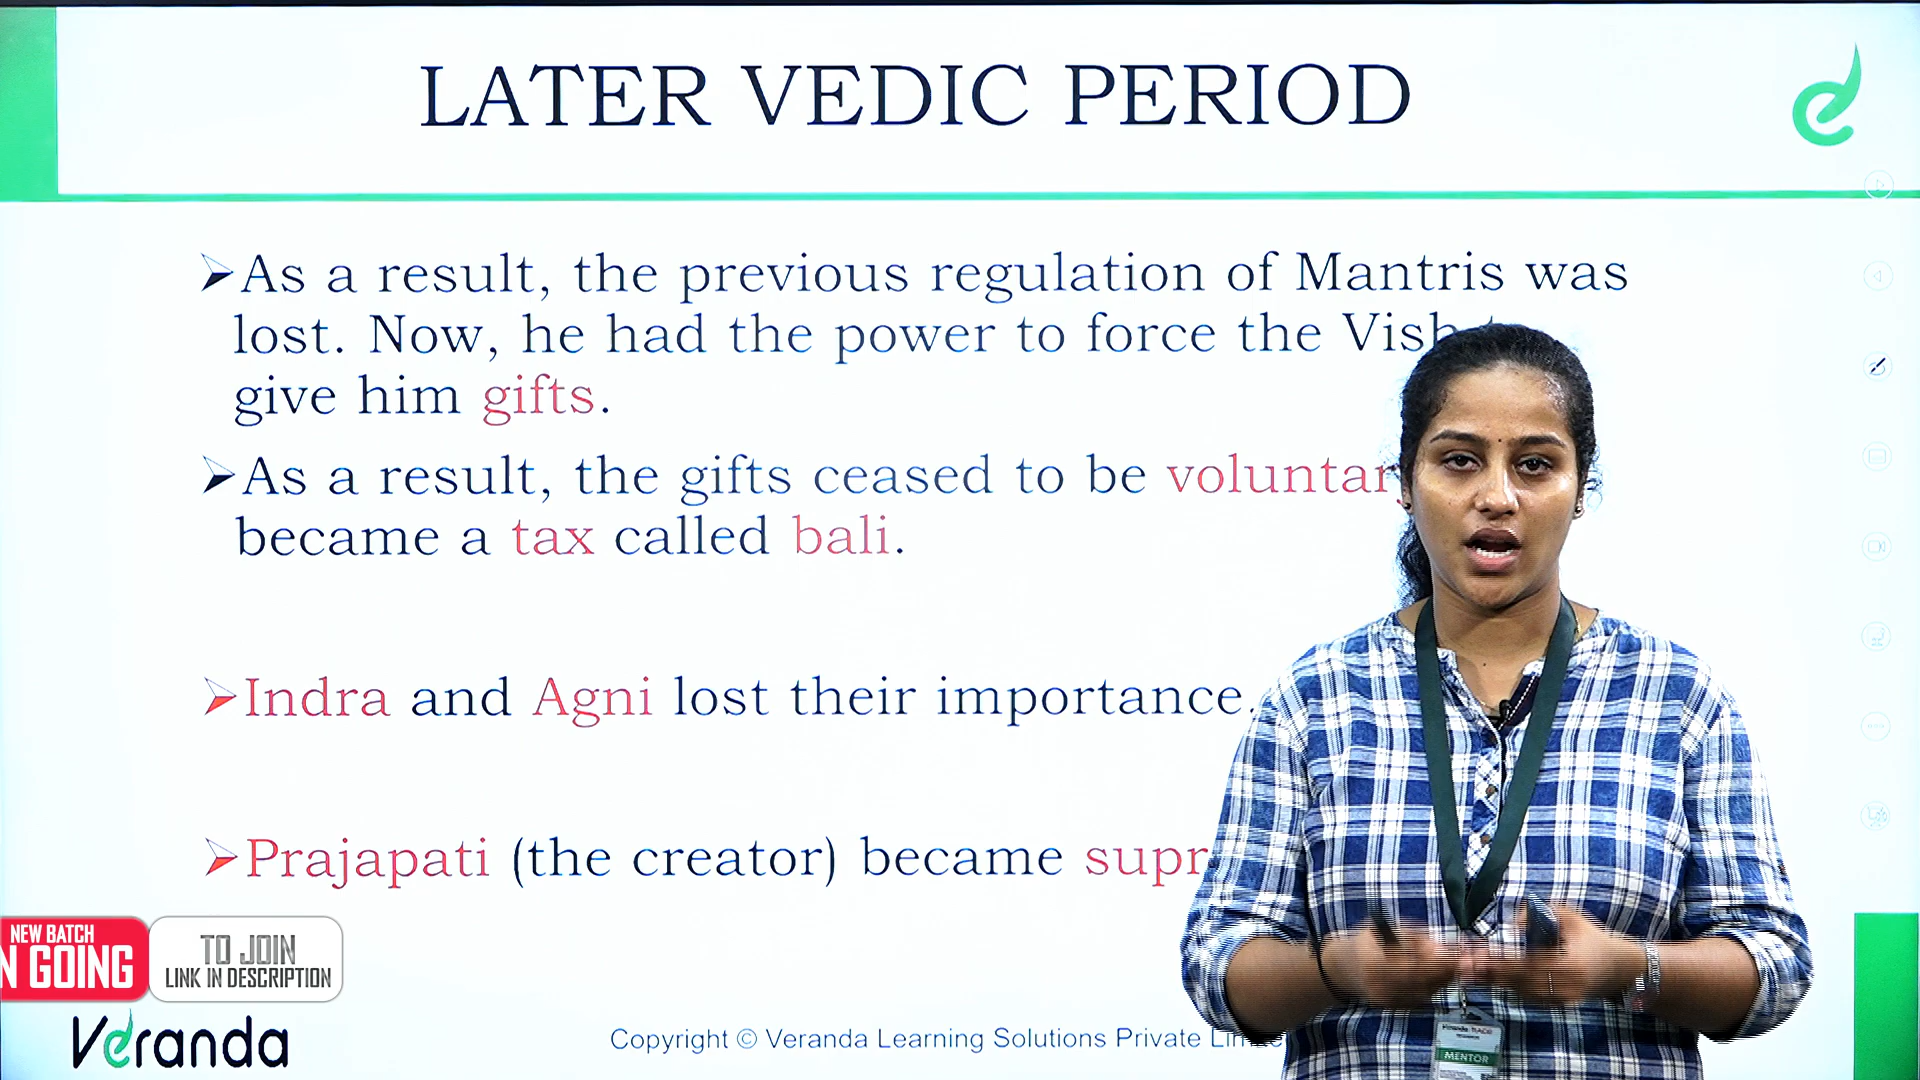 LATER VEDIC PERIOD
As a result, the previous regulation of Mantris was
lost. Now, he had the power to force the Vish
give him gifts.
As a result, the gifts ceased to be
became a tax called bali.
Indra and Agni lost their importance.
Prajapati (the creator) became
NEW BATCH
N GOING
TO JOIN
LINK IN DESCRIPTION
Veranda
Copyright © Veranda Learning Solutions Private
MENTOR